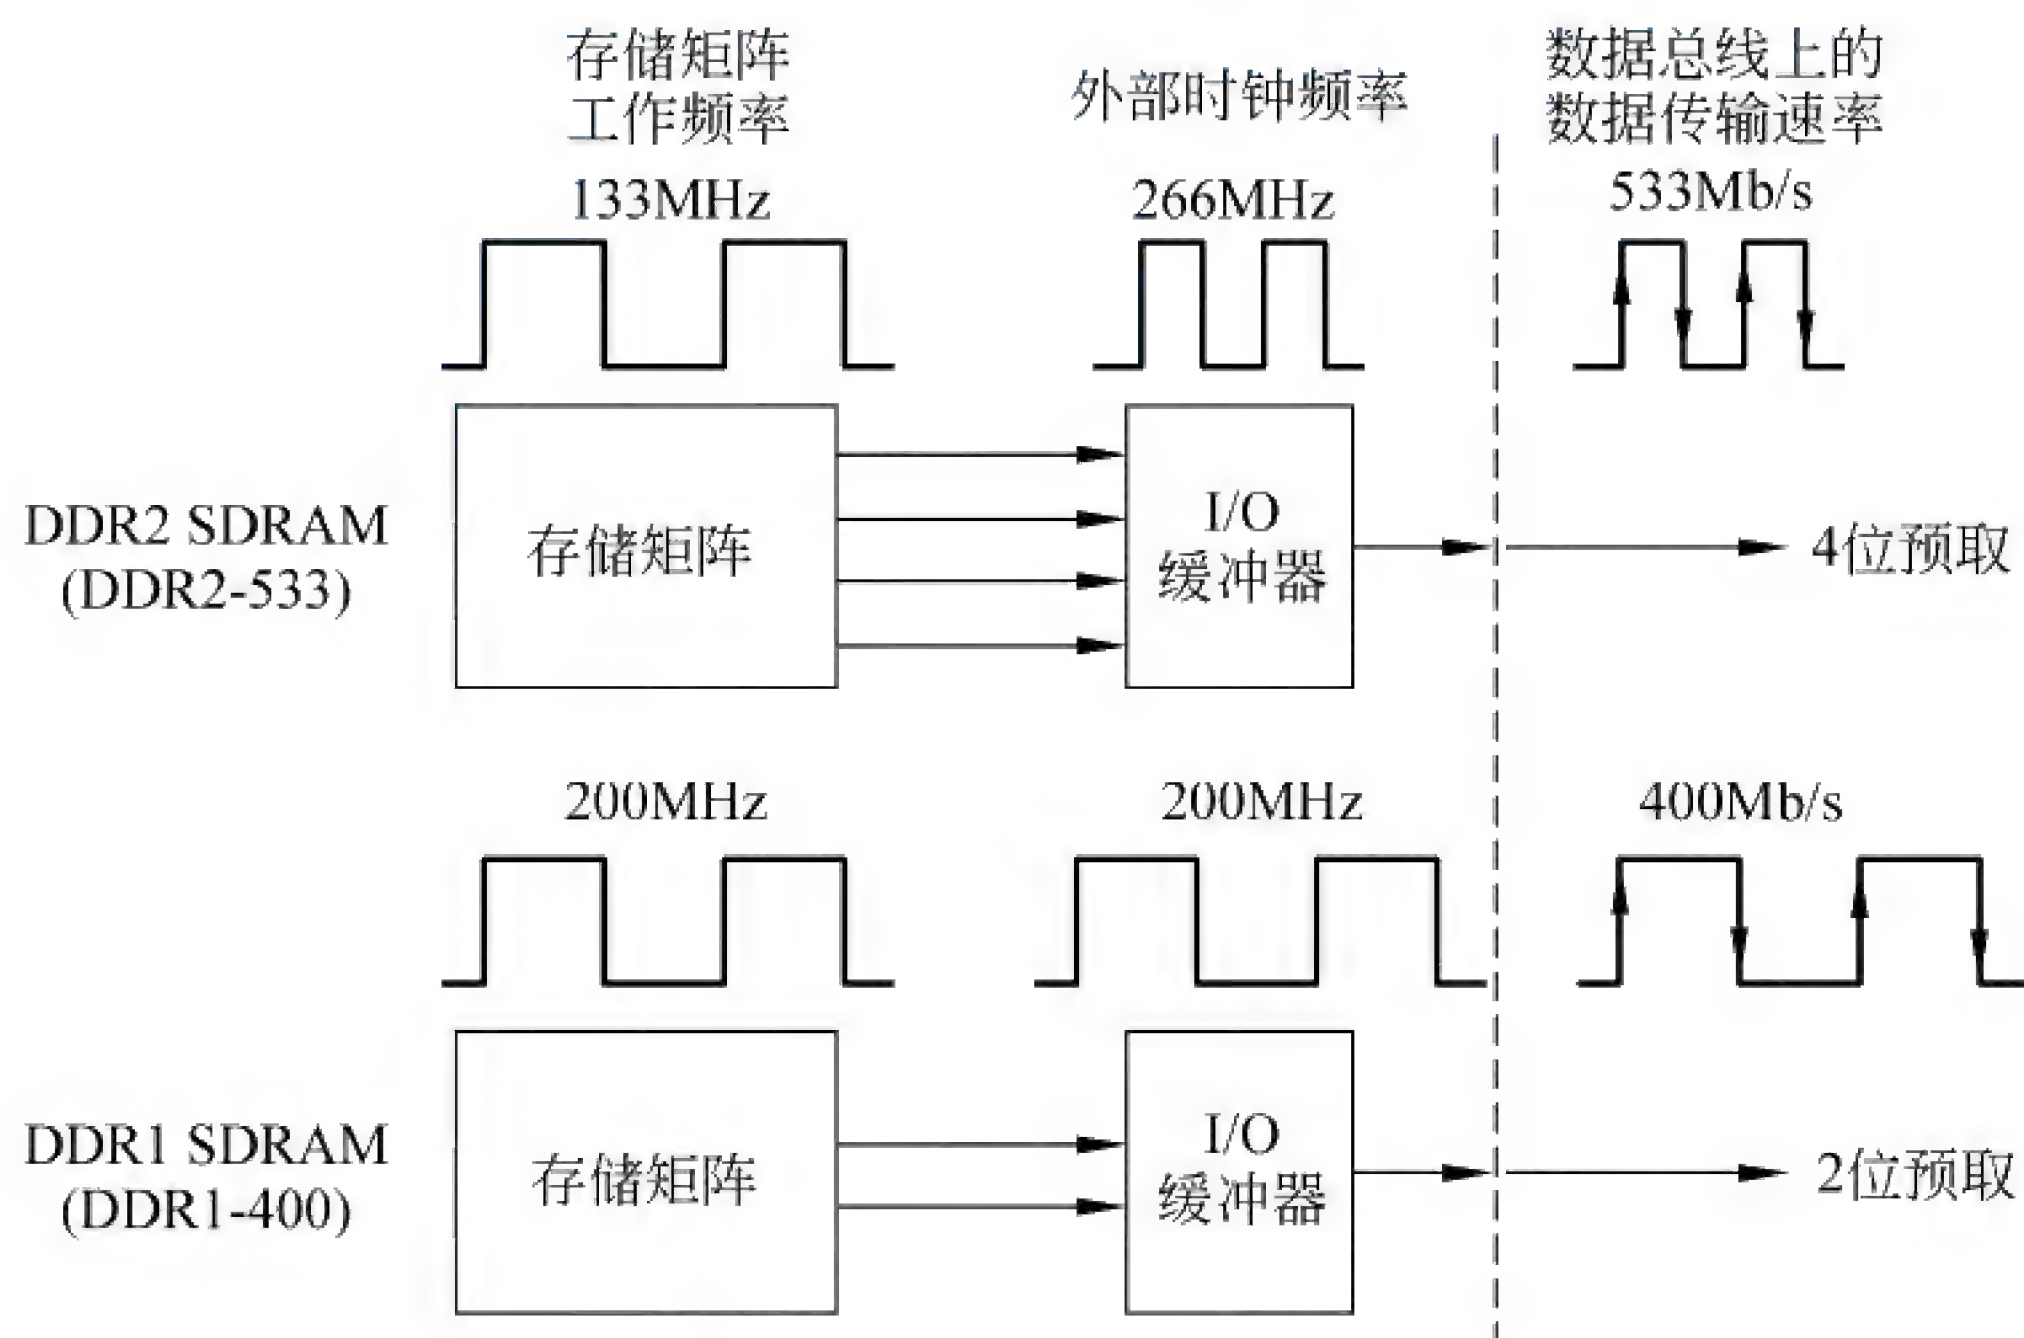 存储矩阵
工作频率
外部时钟频率
数据总线上的
数据传输速率
133MHz
266MHz
533Mb/s
DDR2 SDRAM
(DDR2-533)
存储矩阵
I/O
缓冲器
4位预取
200MHz
200MHz
400Mb/s
DDR1 SDRAM
(DDR1-400)
存储矩阵
I/O
缓冲器
2位预取